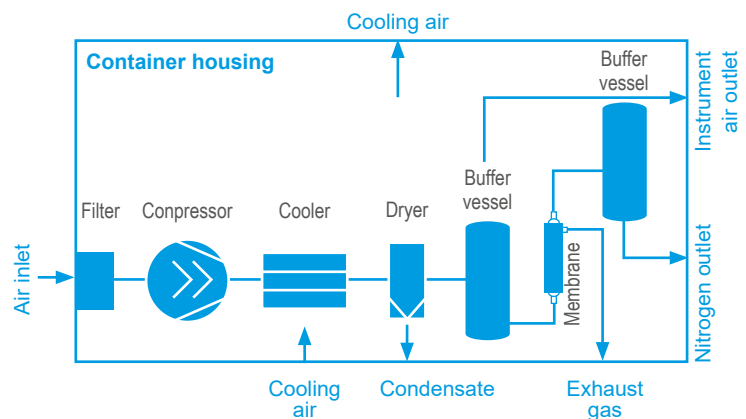 Cooling air
Container housing
Buffer
vessel
Instrument
air outlet
Buffer
vessel
Filter
Conpressor
Cooler
Dryer
Air inlet
Membrane
Nitrogen outlet
Cooling
air
Condensate
Exhaust
gas